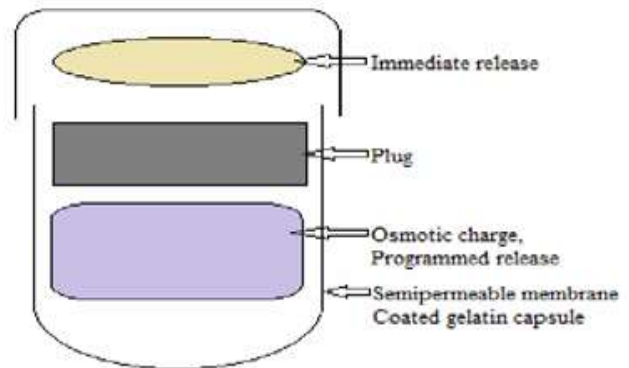 Immediate release
Plug
Osmotic charge,
Programmed release
Semipermeable membrane
Coated gelatin capsule